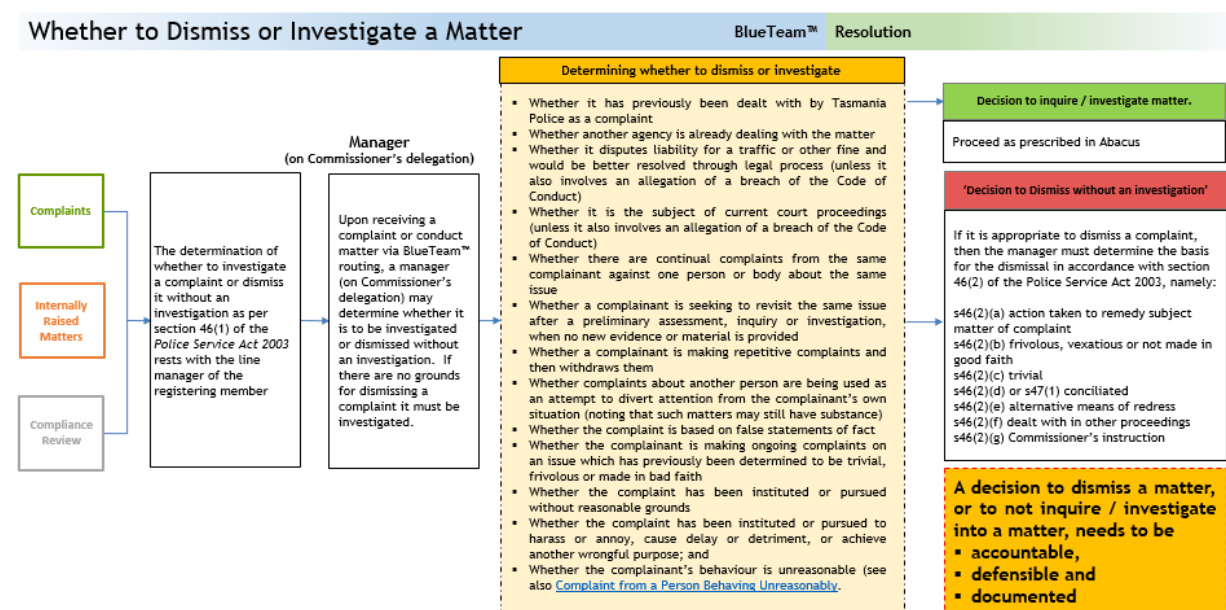 Whether to Dismiss or Investigate a Matter
BlueTeam™
Resolution
Complaints
Internally
Raised
Matters
Compliance
Review
The determination of
whether to investigate
a complaint or dismiss
it without an
investigation as per
section 46(1) of the
Police Service Act 2003
rests with the line
manager of the
registering member
Manager
(on Commissioner's delegation)
Upon receiving a
complaint or conduct
matter via BlueTeam™
routing, a manager
(on Commissioner's
delegation) may
determine whether it
is to be investigated
or dismissed without
an investigation. If
there are no grounds
for dismissing a
complaint it must be
investigated.
Determining whether to dismiss or investigate
▪ Whether it has previously been dealt with by Tasmania
Police as a complaint
▪ Whether another agency is already dealing with the matter
▪ Whether it disputes liability for a traffic or other fine and
would be better resolved through legal process (unless it
also involves an allegation of a breach of the Code of
Conduct)
▪ Whether it is the subject of current court proceedings
(unless it also involves an allegation of a breach of the Code
of Conduct)
▪ Whether there are continual complaints from the same
complainant against one person or body about the same
issue
▪ Whether a complainant is seeking to revisit the same issue
after a preliminary assessment, inquiry or investigation,
when no new evidence or material is provided
▪ Whether a complainant is making repetitive complaints and
then withdraws them
▪ Whether complaints about another person are being used as
an attempt to divert attention from the complainant's own
situation (noting that such matters may still have substance)
▪ Whether the complaint is based on false statements of fact
▪ Whether the complainant is making ongoing complaints on
an issue which has previously been determined to be trivial,
frivolous or made in bad faith
▪ Whether the complaint has been instituted or pursued
without reasonable grounds
▪ Whether the complaint has been instituted or pursued to
harass or annoy, cause delay or detriment, or achieve
another wrongful purpose; and
▪ Whether the complainant's behaviour is unreasonable (see
also Complaint from a Person Behaving Unreasonably.
Decision to inquire / investigate matter.
Proceed as prescribed in Abacus
'Decision to Dismiss without an investigation'
If it is appropriate to dismiss a complaint,
then the manager must determine the basis
for the dismissal in accordance with section
46(2) of the Police Service Act 2003, namely:
s46(2)(a) action taken to remedy subject
matter of complaint
s46(2)(b) frivolous, vexatious or not made in
good faith
s46(2)(c) trivial
s46(2)(d) or s47(1) conciliated
s46(2)(e) alternative means of redress
s46(2)(f) dealt with in other proceedings
s46(2)(g) Commissioner's instruction
A decision to dismiss a matter,
or to not inquire / investigate
into a matter, needs to be
▪ accountable,
▪ defensible and
▪ documented